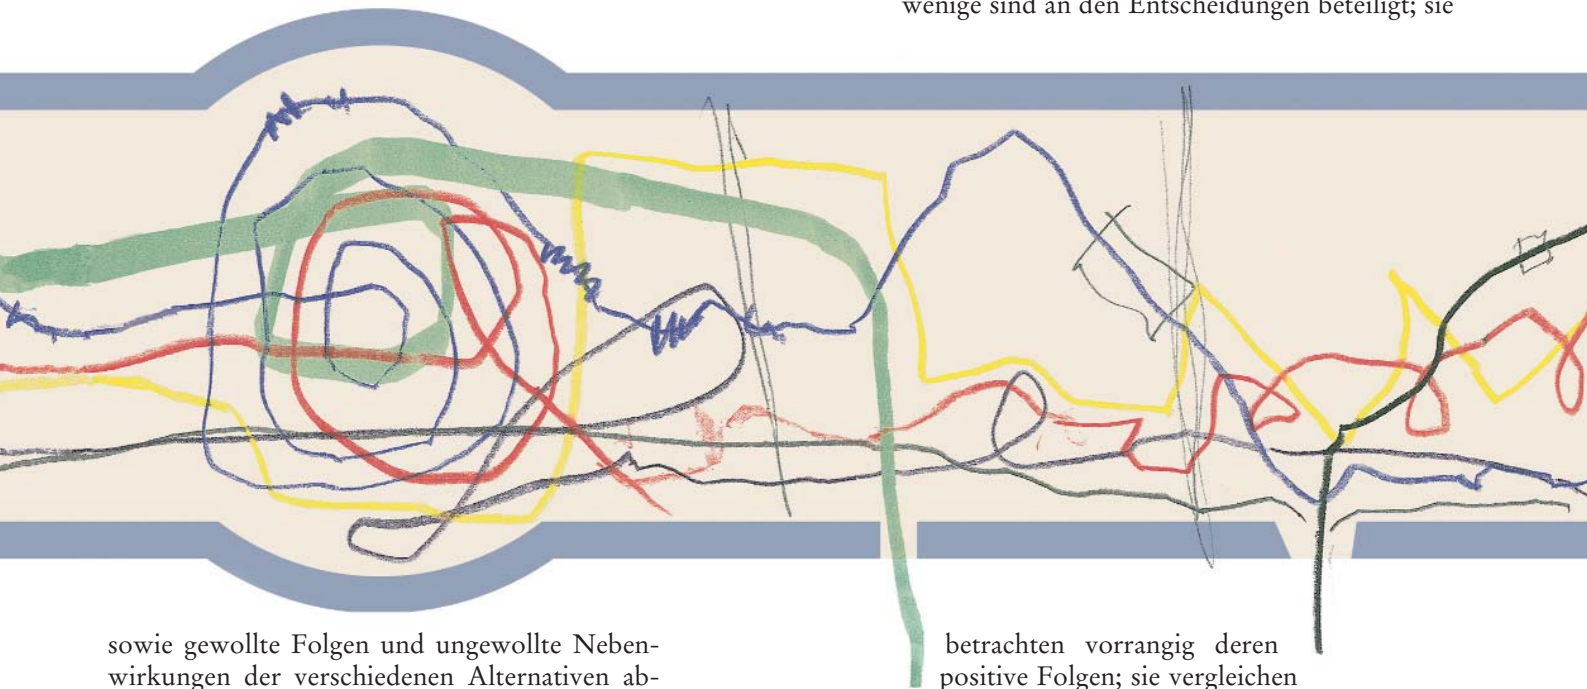 wenige sind an den Entscheidungen beteiligt; sie
sowie gewollte Folgen und ungewollte Neben-
wirkungen der verschiedenen Alternativen ab-
betrachten vorrangig deren
positive Folgen; sie vergleichen